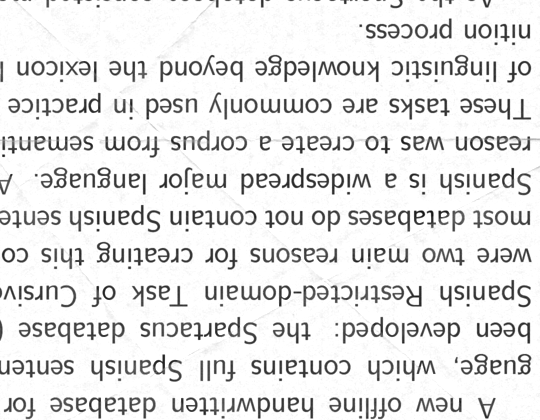 A new offline handwritten database for
guage, which contains full Spanish senten
been developed: the Spartacus database (
Spanish Restricted-domain Task of Cursiv
were two main reasons for creating this co
most databases do not contain Spanish sente
Spanish is a widespread major language. A
reason was to create a corpus from semanti
These tasks are commonly used in practice
of linguistic knowledge beyond the lexicon
nition process.
As the Spartacus database consisted